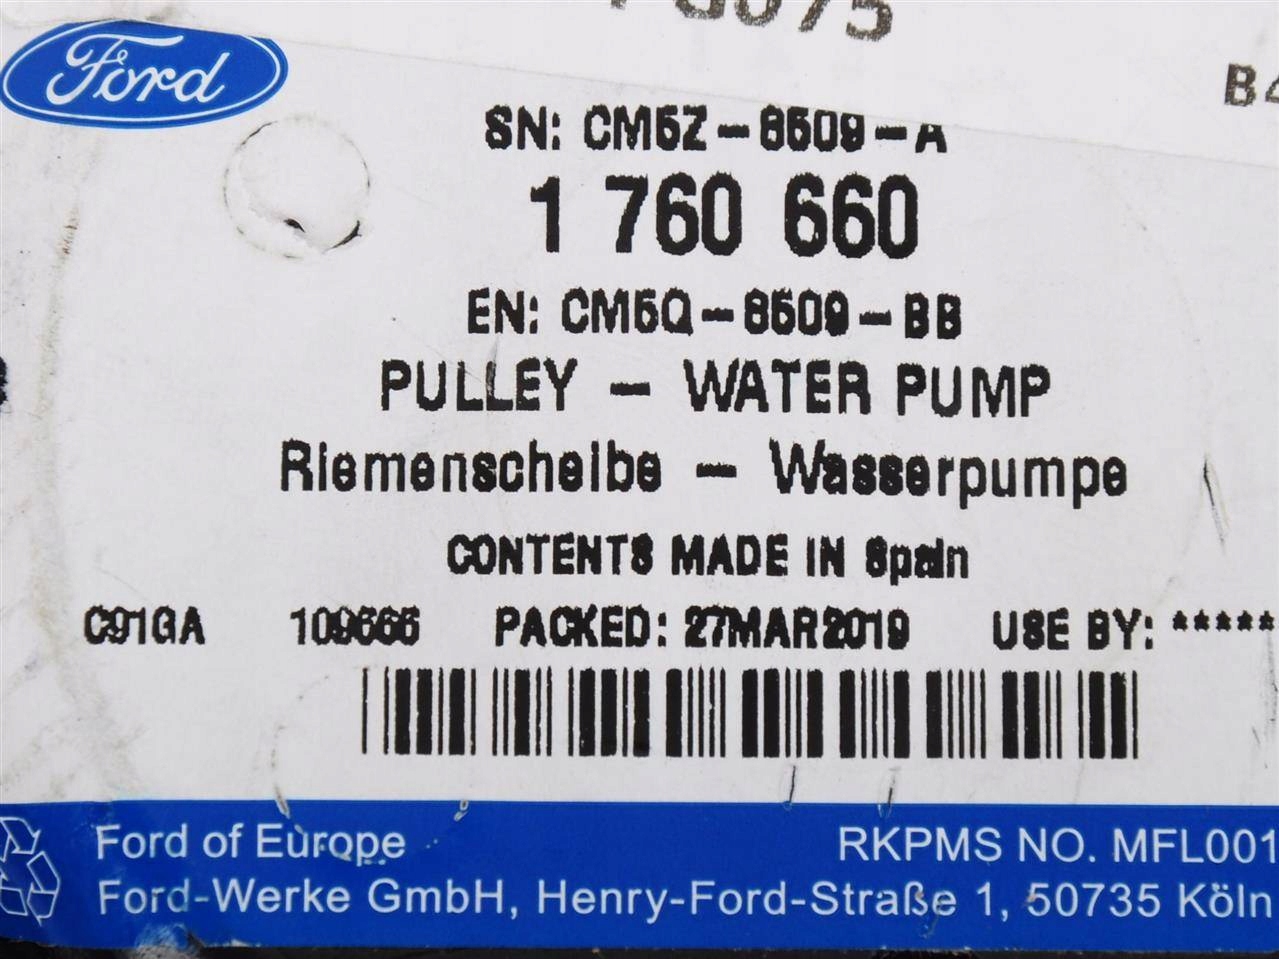 Ford
SN: CM5Z-8509-A
1 760 660
EN: CM5Q-8509-BB
PULLEY - WATER PUMP
Riemenscheibe - Wasserpumpe
CONTENTS MADE IN Spain
C91GA 109666 PACKED: 27MAR2019 USE BY: *****
Ford of Europe
RKPMS NO. MFL001
Ford-Werke GmbH, Henry-Ford-Straße 1, 50735 Köln